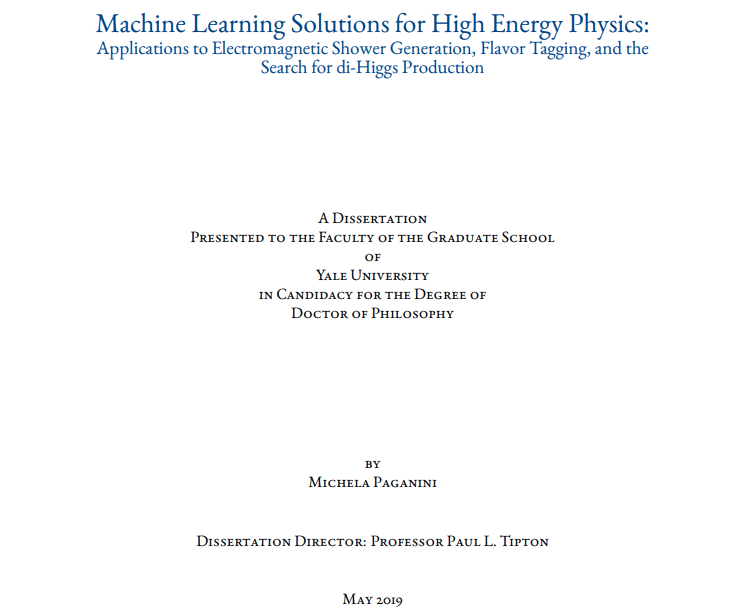 Machine Learning Solutions for High Energy Physics:
Applications to Electromagnetic Shower Generation, Flavor Tagging, and the
Search for di-Higgs Production
A Dissertation
Presented to the Faculty of the Graduate School
of
Yale University
in Candidacy for the Degree of
Doctor of Philosophy
by
Michela Paganini
Dissertation Director: Professor Paul L. Tipton
May 2019